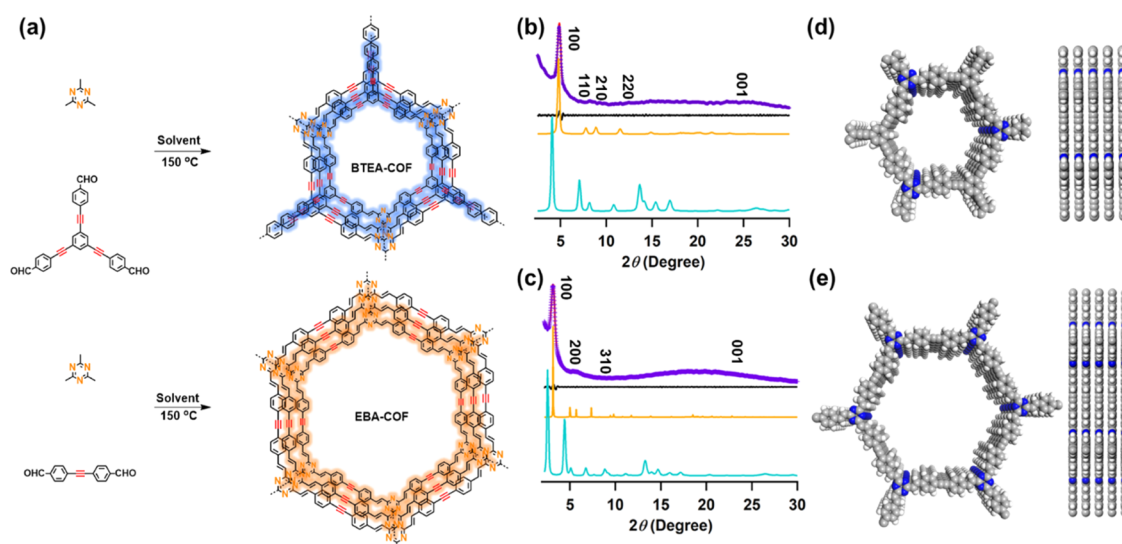 (a)
N
N
N
Solvent
150 °C
CHO
OHC
CHO
BTEA-COF
N
N
N
Solvent
150 °C
OHC
CHO
EBA-COF
(b)
100
110
210
220
001
5
10
15
20
25
30
2θ (Degree)
(c)
100
200
310
001
5
10
15
20
25
30
2θ (Degree)
(d)
(e)